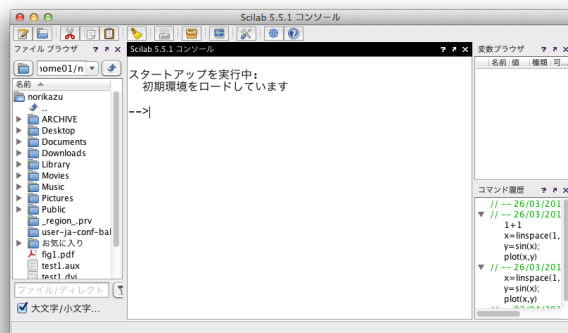 Scilab 5.5.1 コンソール
ファイル ブラウザ
名前
norikazu
..
ARCHIVE
Desktop
Documents
Downloads
Library
Movies
Music
Pictures
Public
_region_.prv
user-ja-conf-bal
お気に入り
fig1.pdf
test1.aux
test1.dvi
ファイル/ディレクト
大文字/小文字...
Scilab 5.5.1 コンソール
スタートアップを実行中:
初期環境をロードしています
-->
変数ブラウザ
名前 値 種類 可...
コマンド履歴
// -- 26/03/201
// -- 26/03/201
1+1
x=linspace(1,
y=sin(x);
plot(x,y)
// -- 26/03/201
x=linspace(1,
y=sin(x);
plot(x,y)